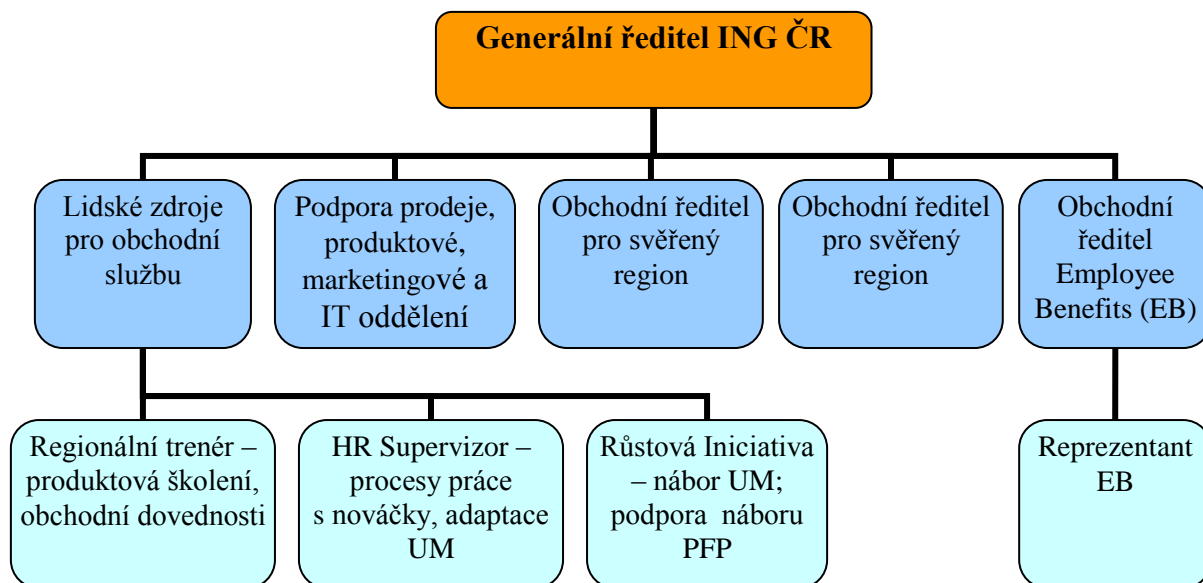 Generální ředitel ING ČR
Lidské zdroje
pro obchodní
službu
Podpora prodeje,
produktové,
marketingové a
IT oddělení
Obchodní ředitel
pro svěřený
region
Obchodní ředitel
pro svěřený
region
Obchodní
ředitel
Employee
Benefits (EB)
Regionální trenér –
produktová školení,
obchodní dovednosti
HR Supervizor –
procesy práce
s nováčky, adaptace
UM
Růstová Iniciativa
– nábor UM;
podpora náboru
PFP
Reprezentant
EB